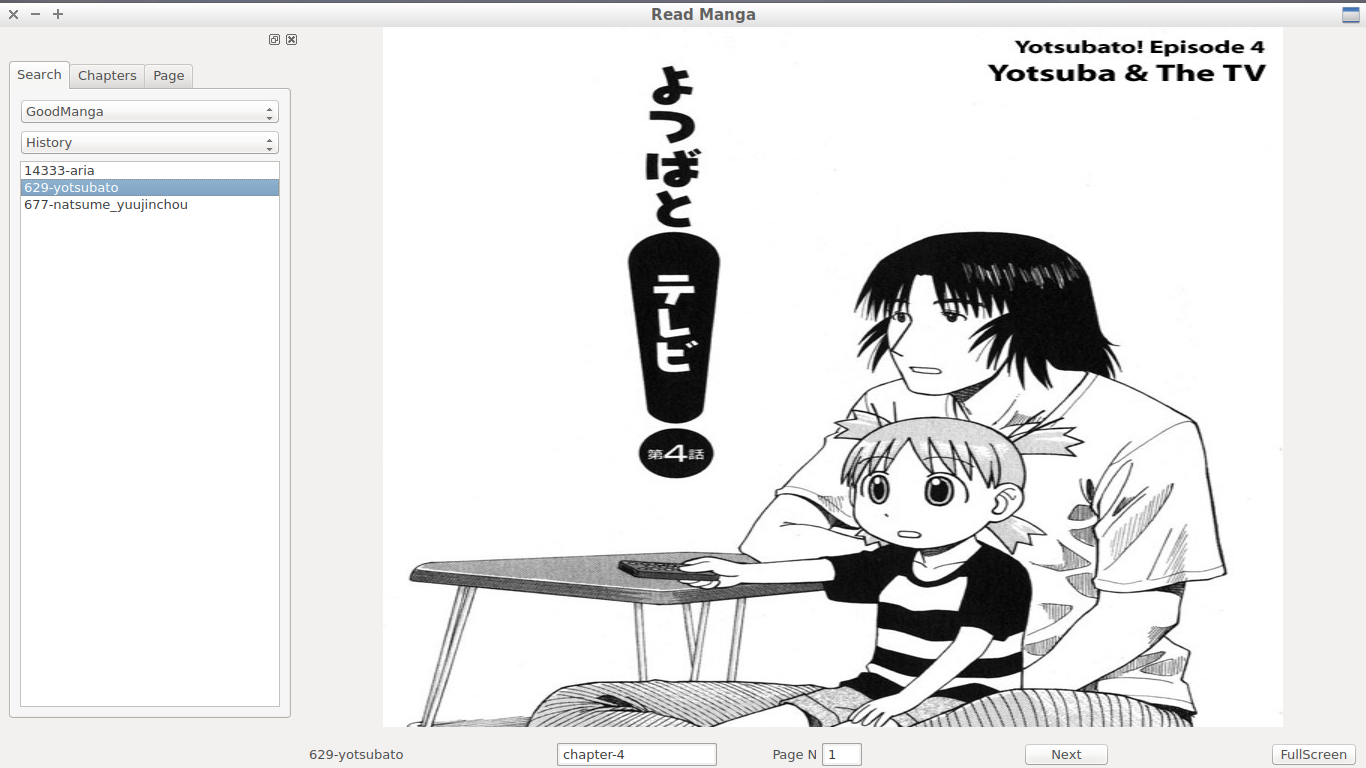 Read Manga
Search
Chapters
Page
GoodManga
History
14333-aria
629-yotsubato
677-natsume_yuujinchou
Yotsubato! Episode 4
Yotsuba & The TV
よつばと
テレビ
第4話
629-yotsubato
chapter-4
Page N
1
Next
FullScreen